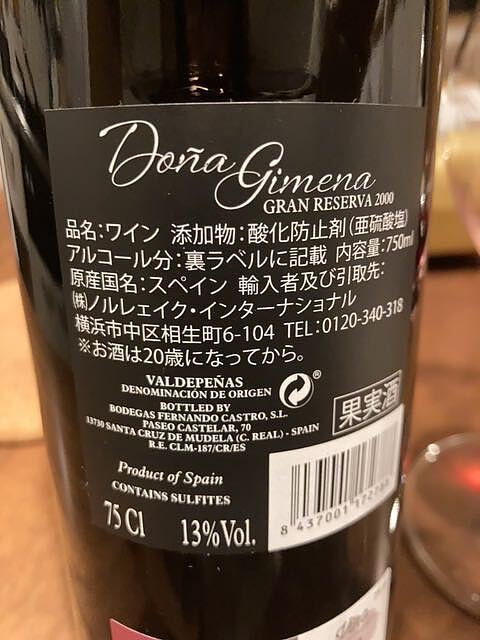 Doña Gimena
GRAN RESERVA 2000
品名:ワイン 添加物:酸化防止剤(亜硫酸塩)
アルコール分:裏ラベルに記載 内容量:750ml
原産国名:スペイン 輸入者及び引取先:
㈱ノルレェイク・インターナショナル
横浜市中区相生町6-104 TEL:0120-340-318
※お酒は20歳になってから。
VALDEPEÑAS
DENOMINACIÓN DE ORIGEN
BOTTLED BY
BODEGAS FERNANDO CASTRO, S.L.
PASEO CASTELAR, 70
13730 SANTA CRUZ DE MUDELA (C. REAL) - SPAIN
R.E. CLM-187/CR/ES
®
果実酒
Product of Spain
CONTAINS SULFITES
75 Cl 13%Vol.